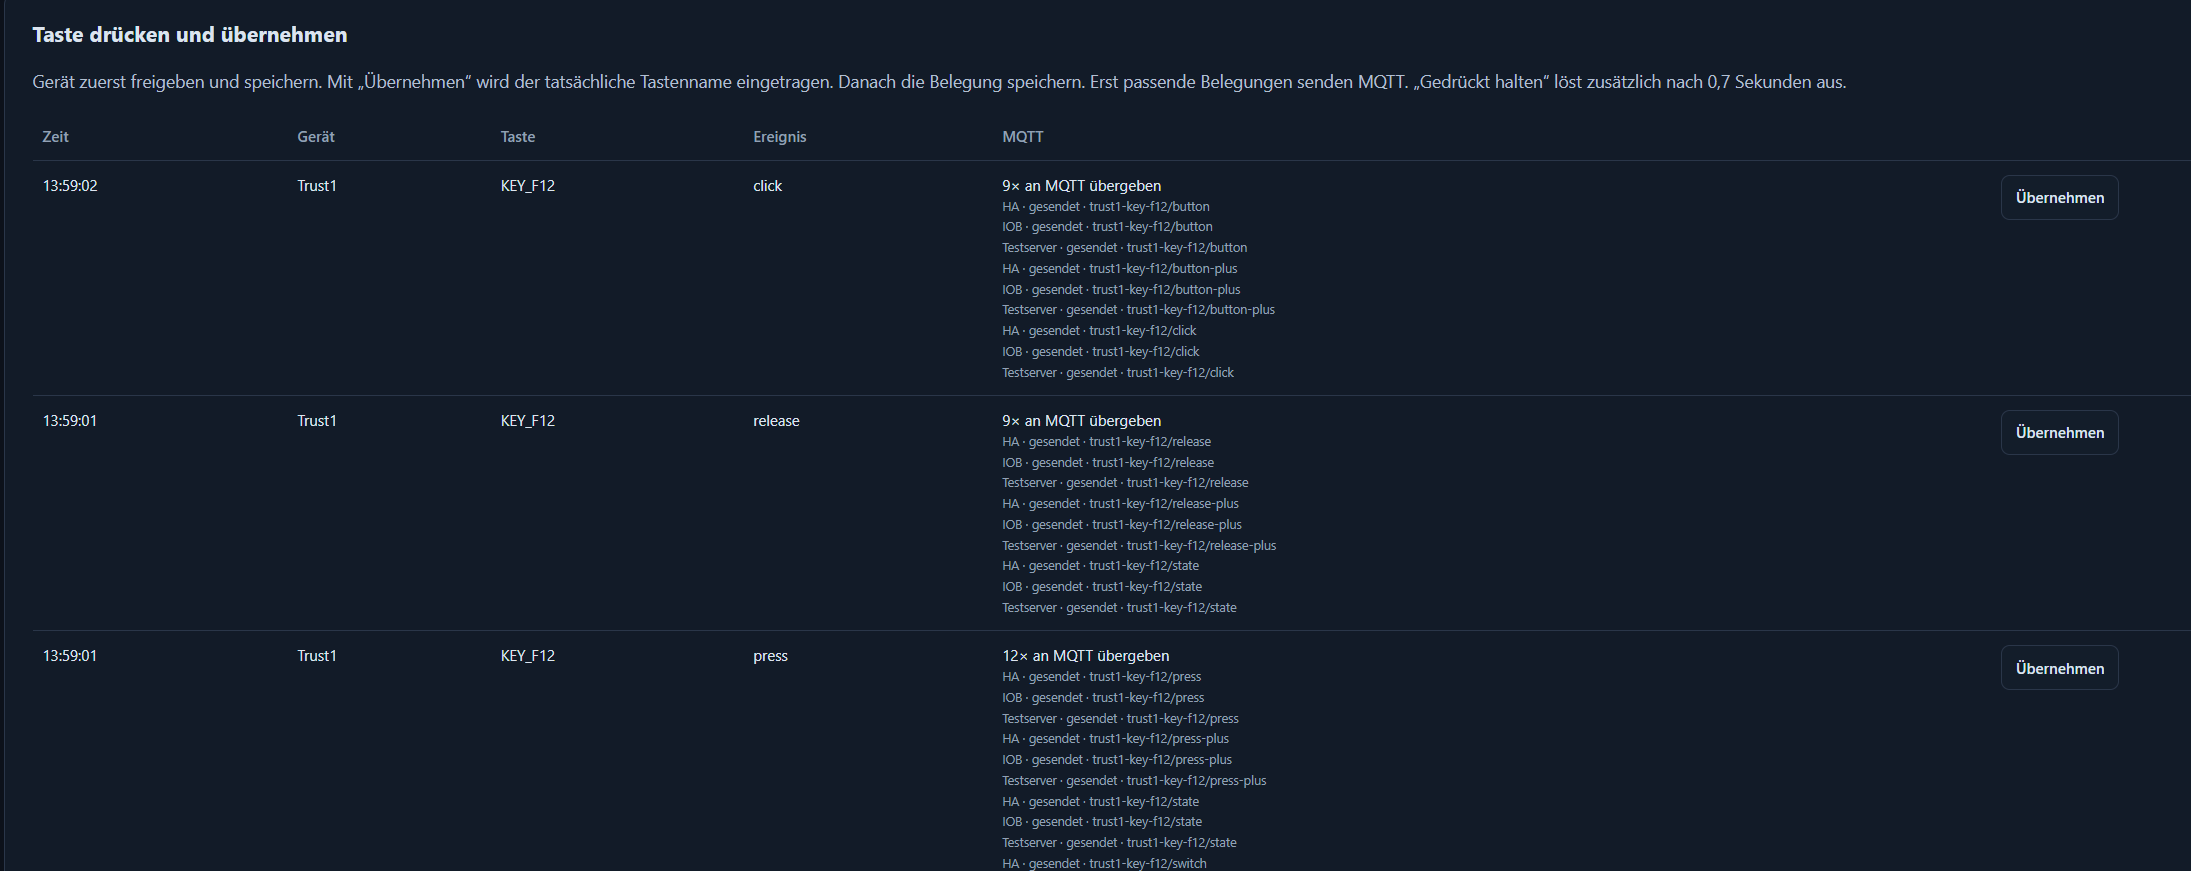 Taste drücken und übernehmen
Gerät zuerst freigeben und speichern. Mit „Übernehmen“ wird der tatsächliche Tastenname eingetragen. Danach die Belegung speichern. Erst passende Belegungen senden MQTT. „Gedrückt halten“ löst zusätzlich nach 0,7 Sekunden aus.
Zeit Gerät Taste Ereignis MQTT
13:59:02 Trust1 KEY_F12 click 9× an MQTT übergeben Übernehmen
HA · gesendet · trust1-key-f12/button
IOB · gesendet · trust1-key-f12/button
Testserver · gesendet · trust1-key-f12/button
HA · gesendet · trust1-key-f12/button-plus
IOB · gesendet · trust1-key-f12/button-plus
Testserver · gesendet · trust1-key-f12/button-plus
HA · gesendet · trust1-key-f12/click
IOB · gesendet · trust1-key-f12/click
Testserver · gesendet · trust1-key-f12/click
13:59:01 Trust1 KEY_F12 release 9× an MQTT übergeben Übernehmen
HA · gesendet · trust1-key-f12/release
IOB · gesendet · trust1-key-f12/release
Testserver · gesendet · trust1-key-f12/release
HA · gesendet · trust1-key-f12/release-plus
IOB · gesendet · trust1-key-f12/release-plus
Testserver · gesendet · trust1-key-f12/release-plus
HA · gesendet · trust1-key-f12/state
IOB · gesendet · trust1-key-f12/state
Testserver · gesendet · trust1-key-f12/state
13:59:01 Trust1 KEY_F12 press 12× an MQTT übergeben Übernehmen
HA · gesendet · trust1-key-f12/press
IOB · gesendet · trust1-key-f12/press
Testserver · gesendet · trust1-key-f12/press
HA · gesendet · trust1-key-f12/press-plus
IOB · gesendet · trust1-key-f12/press-plus
Testserver · gesendet · trust1-key-f12/press-plus
HA · gesendet · trust1-key-f12/state
IOB · gesendet · trust1-key-f12/state
Testserver · gesendet · trust1-key-f12/state
HA · gesendet · trust1-key-f12/switch